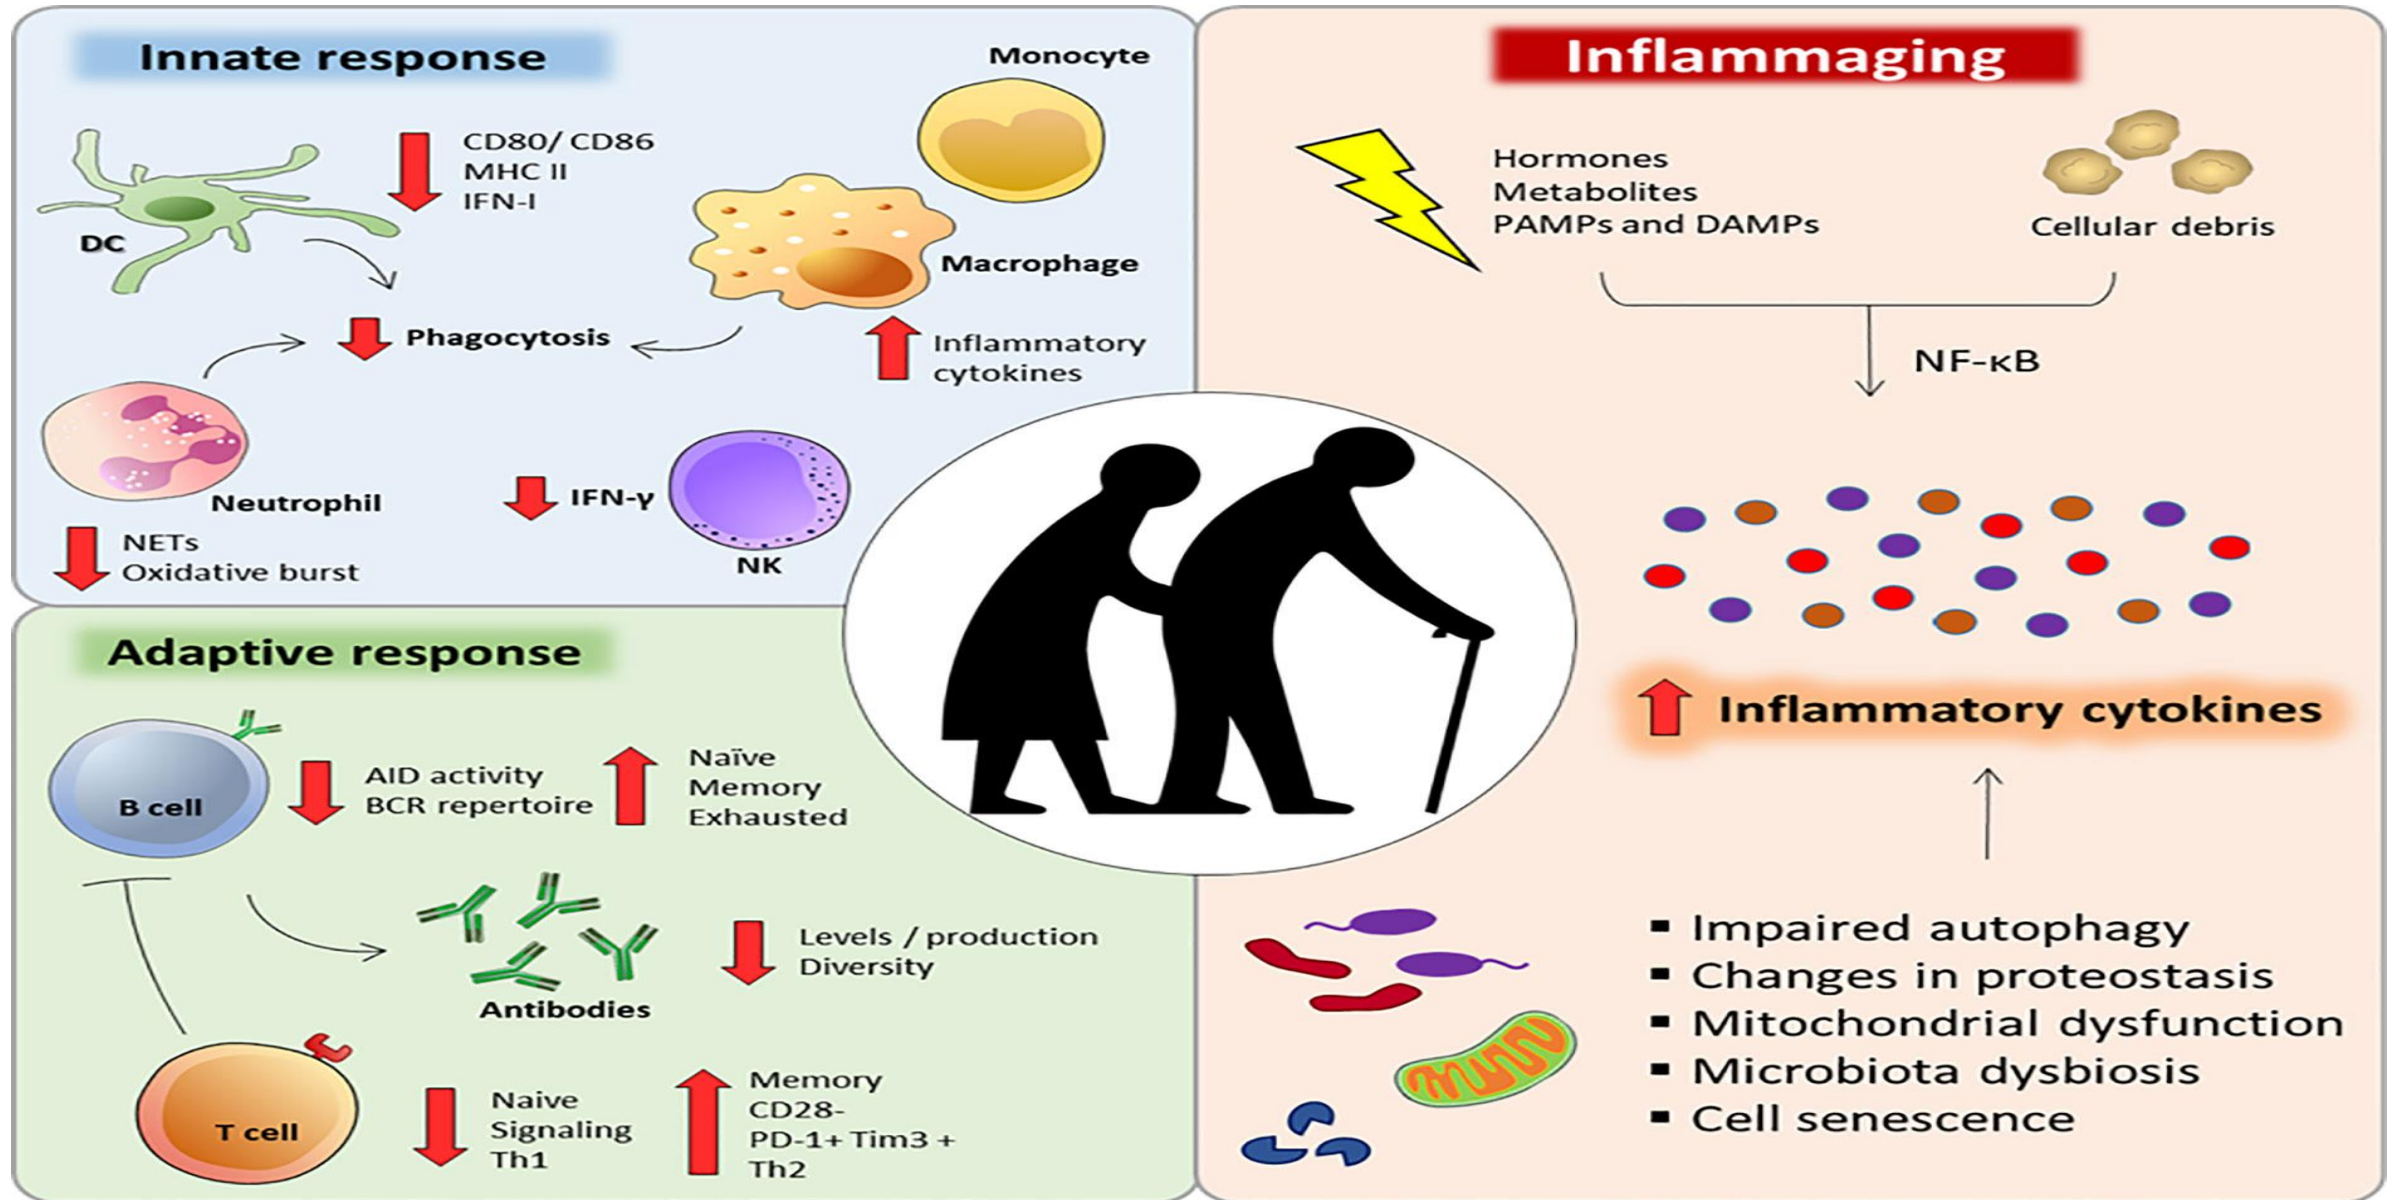 Innate response
Monocyte
CD80/ CD86
MHC II
IFN-I
DC
Macrophage
Phagocytosis
Inflammatory
cytokines
Neutrophil
IFN-γ
NK
NETs
Oxidative burst
Adaptive response
B cell
AID activity
BCR repertoire
Naïve
Memory
Exhausted
Levels / production
Diversity
Antibodies
T cell
Naive
Signaling
Th1
Memory
CD28-
PD-1+ Tim3 +
Th2
Inflammaging
Hormones
Metabolites
PAMPs and DAMPs
Cellular debris
NF-κB
Inflammatory cytokines
▪ Impaired autophagy
▪ Changes in proteostasis
▪ Mitochondrial dysfunction
▪ Microbiota dysbiosis
▪ Cell senescence